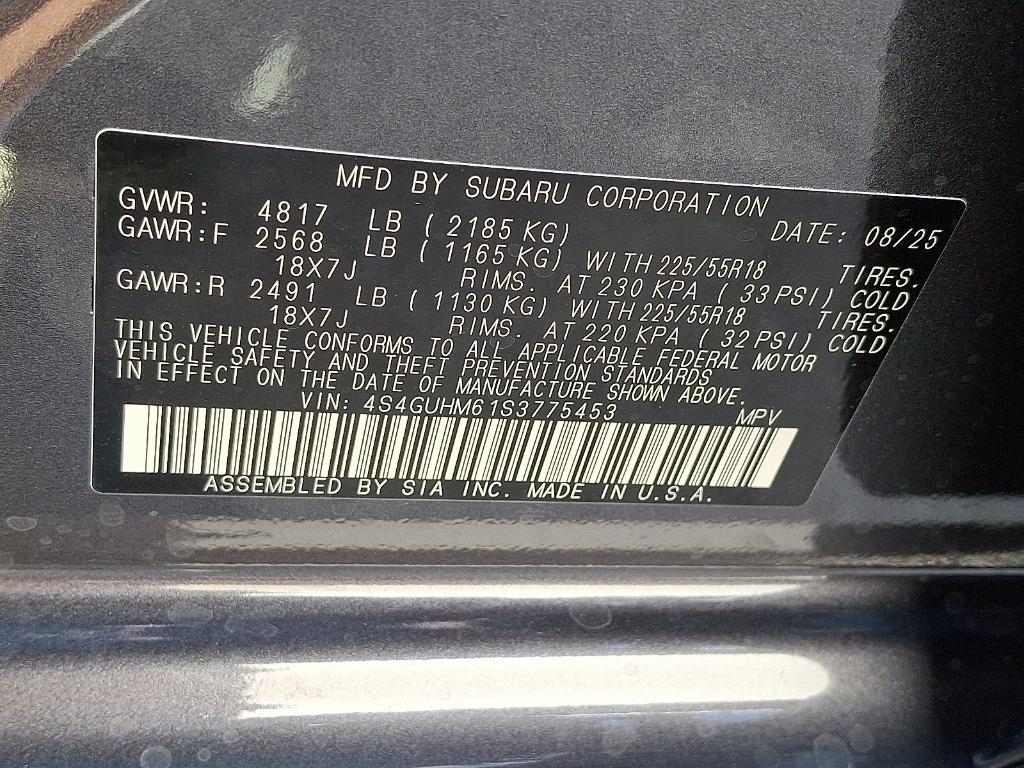 MFD BY SUBARU CORPORATION
GVWR: 4817 LB ( 2185 KG) DATE: 08/25
GAWR:F 2568 LB ( 1165 KG) WITH 225/55R18 TIRES.
18X7J RIMS. AT 230 KPA ( 33 PSI) COLD
GAWR:R 2491 LB ( 1130 KG) WITH 225/55R18 TIRES.
18X7J RIMS. AT 220 KPA ( 32 PSI) COLD
THIS VEHICLE CONFORMS TO ALL APPLICABLE FEDERAL MOTOR
VEHICLE SAFETY AND THEFT PREVENTION STANDARDS
IN EFFECT ON THE DATE OF MANUFACTURE SHOWN ABOVE.
VIN: 4S4GUHM61S3775453 MPV
ASSEMBLED BY SIA INC. MADE IN U.S.A.